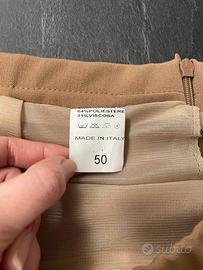 64%POLIESTERE
31%VISCOSA
MADE IN ITALY
50
subito